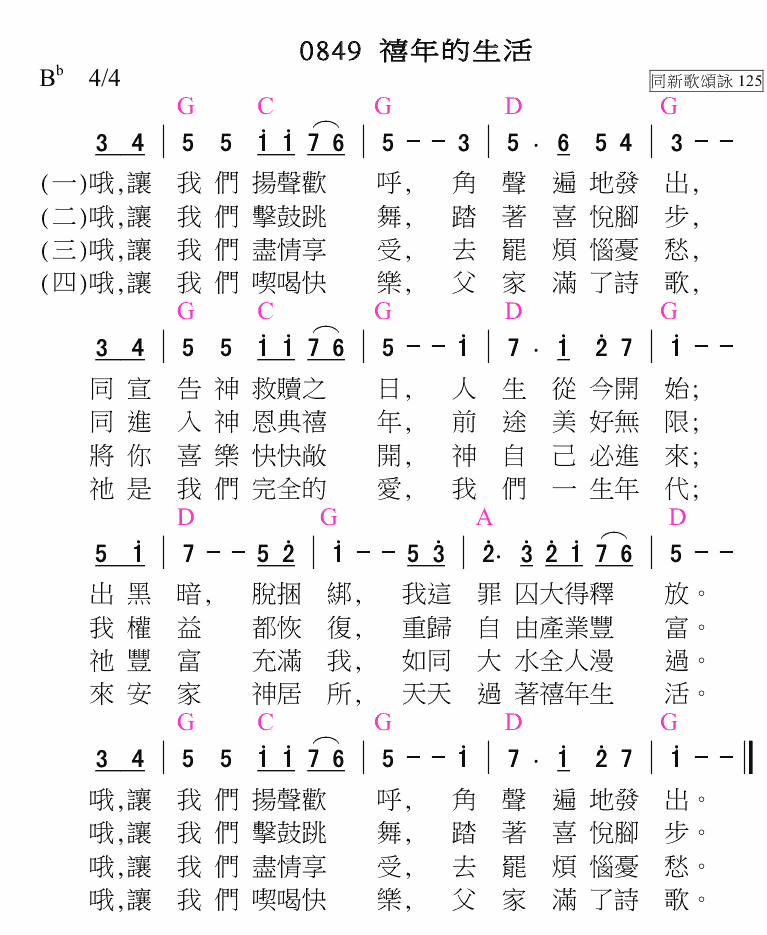 0849 禧年的生活
B♭ 4/4
同新歌頌詠 125
G C G D G
3 4 | 5 5 i̇ i̇ 7 6 | 5 - - 3 | 5 . 6 5 4 | 3 - -
(一)哦,讓 我 們 揚聲歡 呼, 角 聲 遍 地發 出,
(二)哦,讓 我 們 擊鼓跳 舞, 踏 著 喜 悅腳 步,
(三)哦,讓 我 們 盡情享 受, 去 罷 煩 惱憂 愁,
(四)哦,讓 我 們 喫喝快 樂, 父 家 滿 了詩 歌,
G C G D G
3 4 | 5 5 i i 7 6 | 5 - - i | 7 . i 2̇ 7 | i - -
同 宣 告 神 救贖之 日, 人 生 從 今開 始;
同 進 入 神 恩典禧 年, 前 途 美 好無 限;
將 你 喜 樂 快快敞 開, 神 自 己 必進 來;
祂 是 我 們 完全的 愛, 我 們 一 生年 代;
D G A D
5 i | 7 - - 5 2̇ | i - - 5 3̇ | 2̇. 3̇ 2̇ i 7 6 | 5 - -
出 黑 暗, 脫捆 綁, 我這 罪 囚大得釋 放。
我 權 益 都恢 復, 重歸 自 由產業豐 富。
祂 豐 富 充滿 我, 如同 大 水全人漫 過。
來 安 家 神居 所, 天天 過 著禧年生 活。
G C G D G
3 4 | 5 5 i i 7 6 | 5 - - i | 7 . i 2̇ 7 | i - -
哦,讓 我 們 揚聲歡 呼, 角 聲 遍 地發 出。
哦,讓 我 們 擊鼓跳 舞, 踏 著 喜 悅腳 步。
哦,讓 我 們 盡情享 受, 去 罷 煩 惱憂 愁。
哦,讓 我 們 喫喝快 樂, 父 家 滿 了詩 歌。